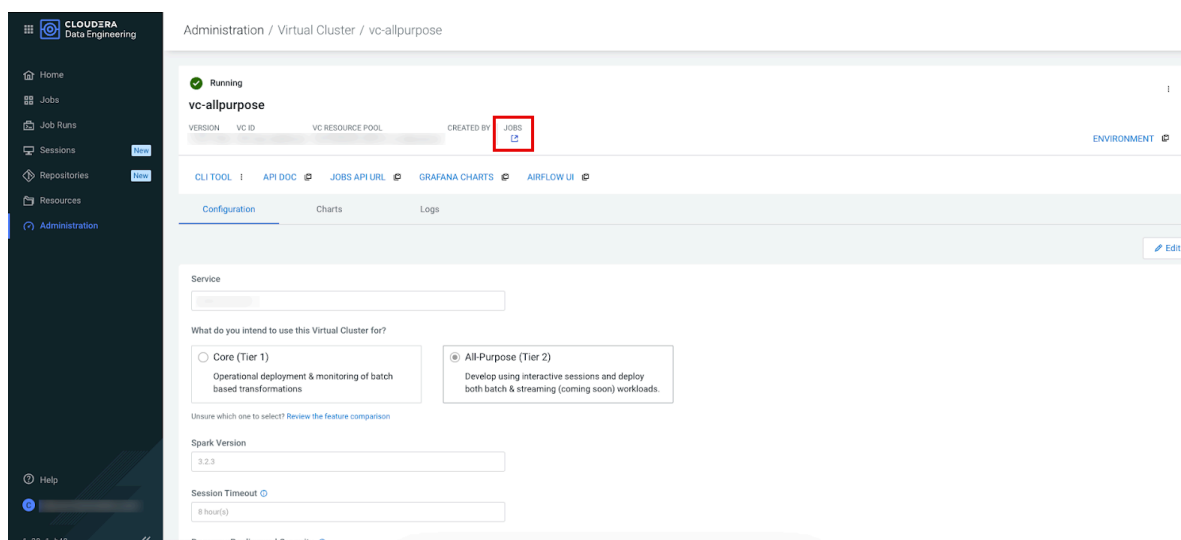 CLOUDERA
Data Engineering
Administration / Virtual Cluster / vc-allpurpose
Home
Jobs
Job Runs
Sessions New
Repositories New
Resources
Administration
Help
C
Running
vc-allpurpose
VERSION VC ID VC RESOURCE POOL CREATED BY JOBS
ENVIRONMENT
CLI TOOL API DOC JOBS API URL GRAFANA CHARTS AIRFLOW UI
Configuration Charts Logs
Edit
Service
What do you intend to use this Virtual Cluster for?
Core (Tier 1)
Operational deployment & monitoring of batch
based transformations
All-Purpose (Tier 2)
Develop using interactive sessions and deploy
both batch & streaming (coming soon) workloads.
Unsure which one to select? Review the feature comparison
Spark Version
3.2.3
Session Timeout
8 hour(s)